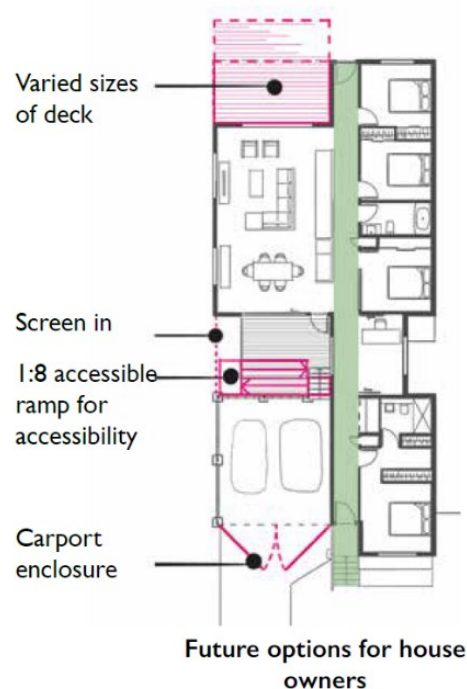 Varied sizes
of deck
Screen in
1:8 accessible
ramp for
accessibility
Carport
enclosure
Future options for house
owners